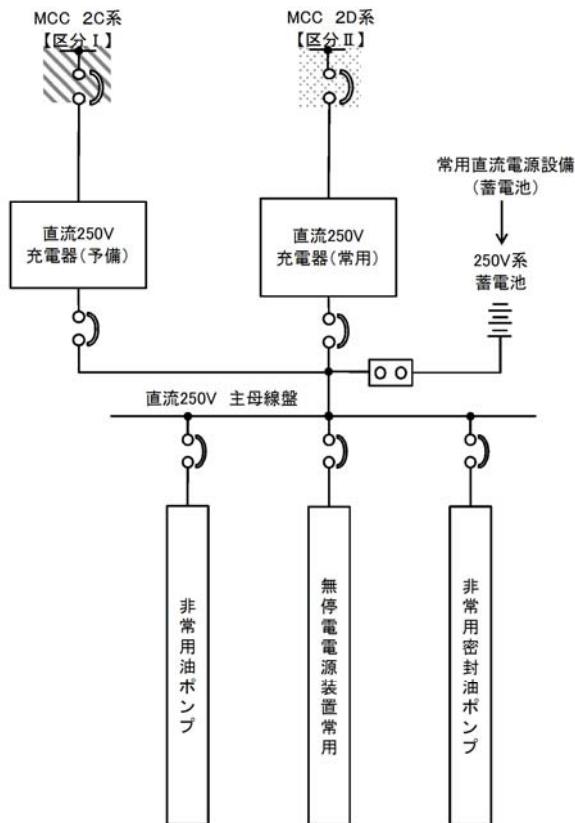 MCC 2C系
【区分Ⅰ】
MCC 2D系
【区分Ⅱ】
常用直流電源設備
(蓄電池)
直流250V
充電器(予備)
直流250V
充電器(常用)
250V系
蓄電池
直流250V 主母線盤
非常用油ポンプ
無停電電源装置常用
非常用密封油ポンプ